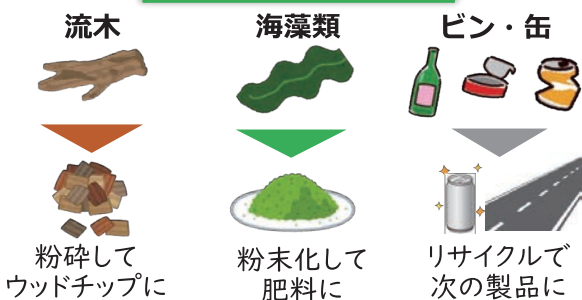 流木
海藻類
ビン・缶
粉砕して
ウッドチップに
粉末化して
肥料に
リサイクルで
次の製品に